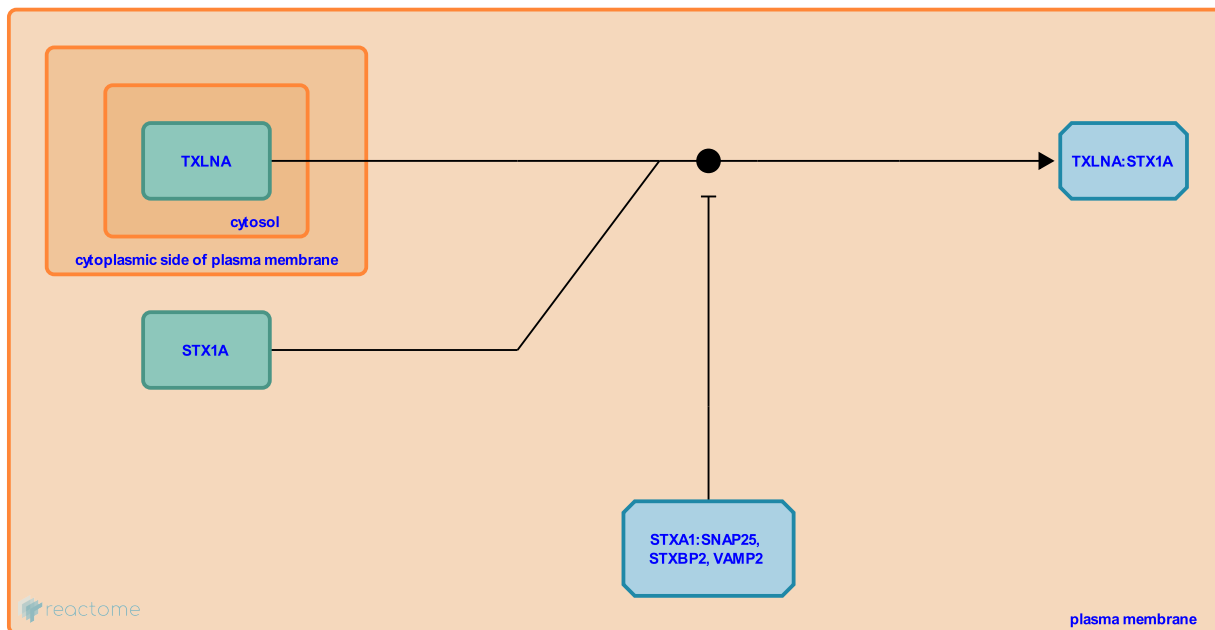 TXLNA
TXLNA:STX1A
cytosol
cytoplasmic side of plasma membrane
STX1A
STXA1:SNAP25,
STXBP2, VAMP2
reactome
plasma membrane